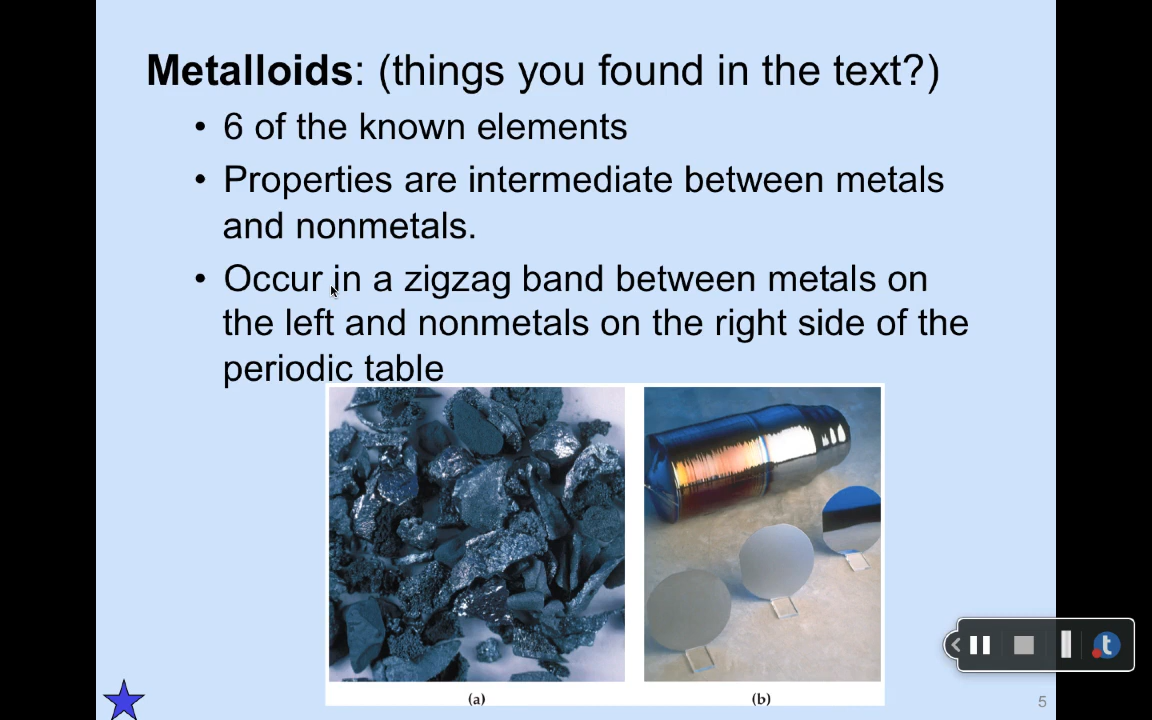 Metalloids: (things you found in the text?)
• 6 of the known elements
• Properties are intermediate between metals
and nonmetals.
• Occur in a zigzag band between metals on
the left and nonmetals on the right side of the
periodic table
(a) (b)
t
5